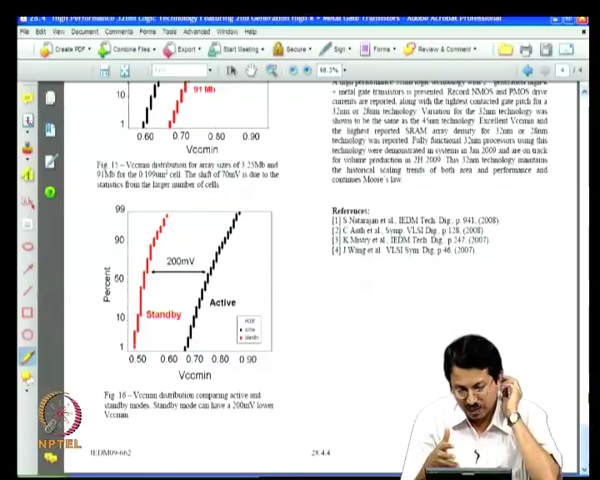 28.4 High Performance 32nm Logic Technology Featuring 2nd Generation High-k + Metal Gate Transistors - Adobe Acrobat Professional
File Edit View Document Comments Forms Tools Advanced Window Help
Create PDF Combine Files Export Start Meeting Secure Sign Forms Review & Comment
98.3%
10
1
91 Mb
0.60 0.70 0.80 0.90
Vccmin
Fig. 15 – Vccmin distribution for array sizes of 3.25Mb and
91Mb for the 0.199um² cell. The shaft of 70mV is due to the
statistics from the larger number of cells.
99
90
50
10
1
Percent
200mV
Standby
Active
0.50 0.60 0.70 0.80 0.90
Vccmin
Fig. 16 – Vccmin distribution comparing active and
standby modes. Standby mode can have a 200mV lower
Vccmin
IEDM09-662
28.4.4
+ metal gate transistors is presented. Record NMOS and PMOS drive
currents are reported, along with the tightest contacted gate pitch for a
32nm or 28nm technology. Variation for the 32nm technology was
shown to be the same as the 45nm technology. Excellent Vccmin and
the highest reported SRAM array density for 32nm or 28nm
technology was reported. Fully functional 32nm processors using this
technology were demonstrated in systems in Jan 2009 and are on track
for volume production in 2H 2009. This 32nm technology maintains
the historical scaling trends of both area and performance and
continues Moore's law.
References:
[1] S Natarajan et al., IEDM Tech. Dig., p. 941, (2008).
[2] C Auth et al., Symp. VLSI Dig., p 128, (2008)
[3] K Mistry et al., IEDM Tech. Dig., p 247, (2007).
[4] J Wang et al. VLSI Sym. Dig, p 46, (2007).
NPTEL